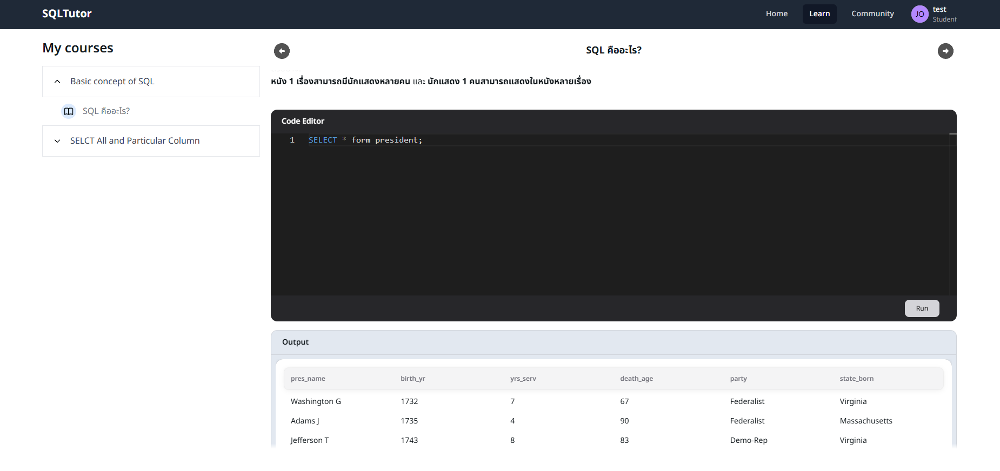 SQLTutor
Home
Learn
Community
JO
test
Student
My courses
Basic concept of SQL
SQL คืออะไร?
SELCT All and Particular Column
SQL คืออะไร?
หนัง 1 เรื่องสามารถมีนักแสดงหลายคน และ นักแสดง 1 คนสามารถแสดงในหนังหลายเรื่อง
Code Editor
1 SELECT * form president;
Run
Output
pres_name birth_yr yrs_serv death_age party state_born
Washington G 1732 7 67 Federalist Virginia
Adams J 1735 4 90 Federalist Massachusetts
Jefferson T 1743 8 83 Demo-Rep Virginia